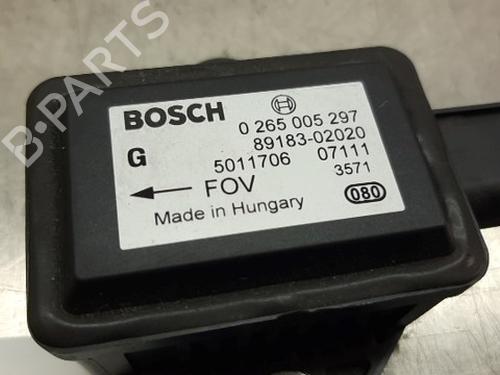 B-PARTS
BOSCH
0 265 005 297
G
89183-02020
5011706 07111
FOV
3571
Made in Hungary
080